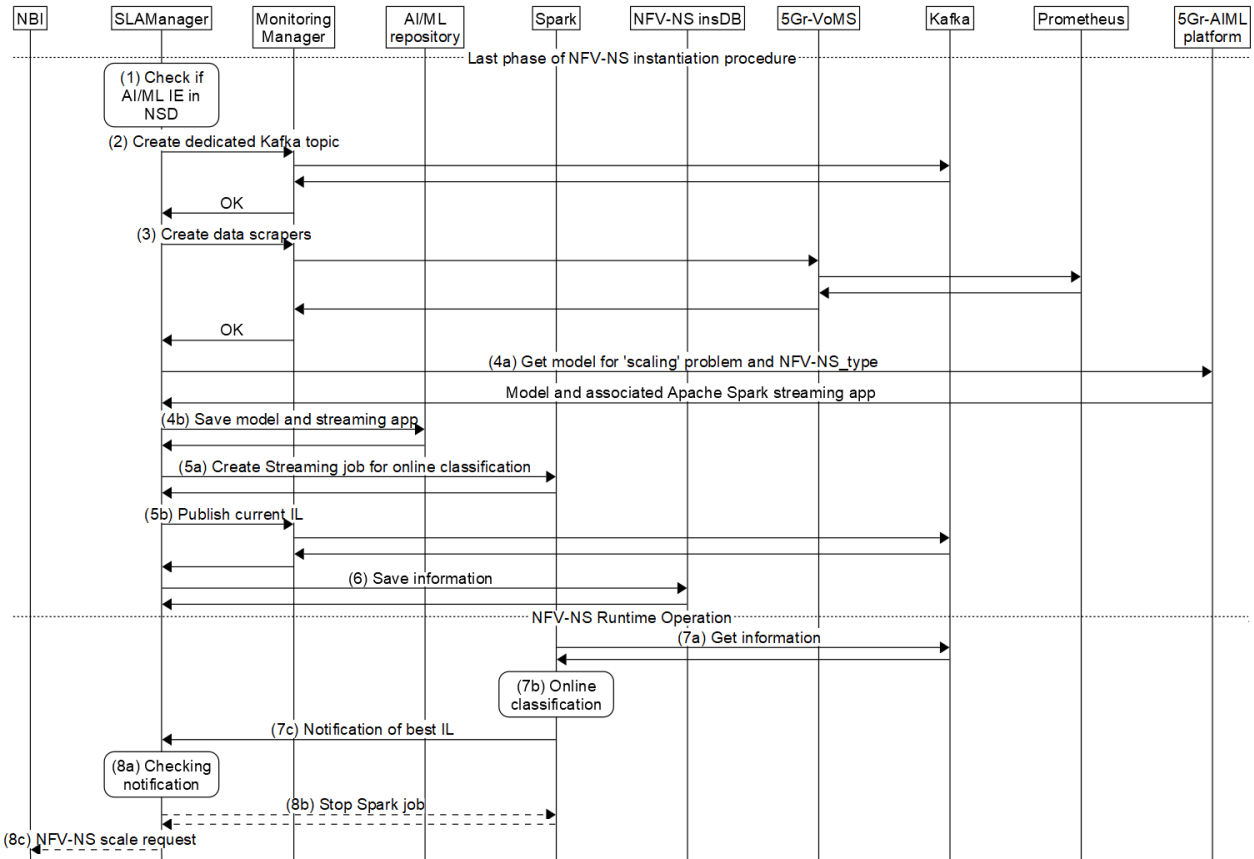 NBI
SLAManager
Monitoring
Manager
AI/ML
repository
Spark
NFV-NS insDB
5Gr-VoMS
Kafka
Prometheus
5Gr-AIML
platform
Last phase of NFV-NS instantiation procedure
(1) Check if
AI/ML IE in
NSD
(2) Create dedicated Kafka topic
OK
(3) Create data scrapers
OK
(4a) Get model for 'scaling' problem and NFV-NS_type
Model and associated Apache Spark streaming app
(4b) Save model and streaming app
(5a) Create Streaming job for online classification
(5b) Publish current IL
(6) Save information
NFV-NS Runtime Operation
(7a) Get information
(7b) Online
classification
(7c) Notification of best IL
(8a) Checking
notification
(8b) Stop Spark job
(8c) NFV-NS scale request